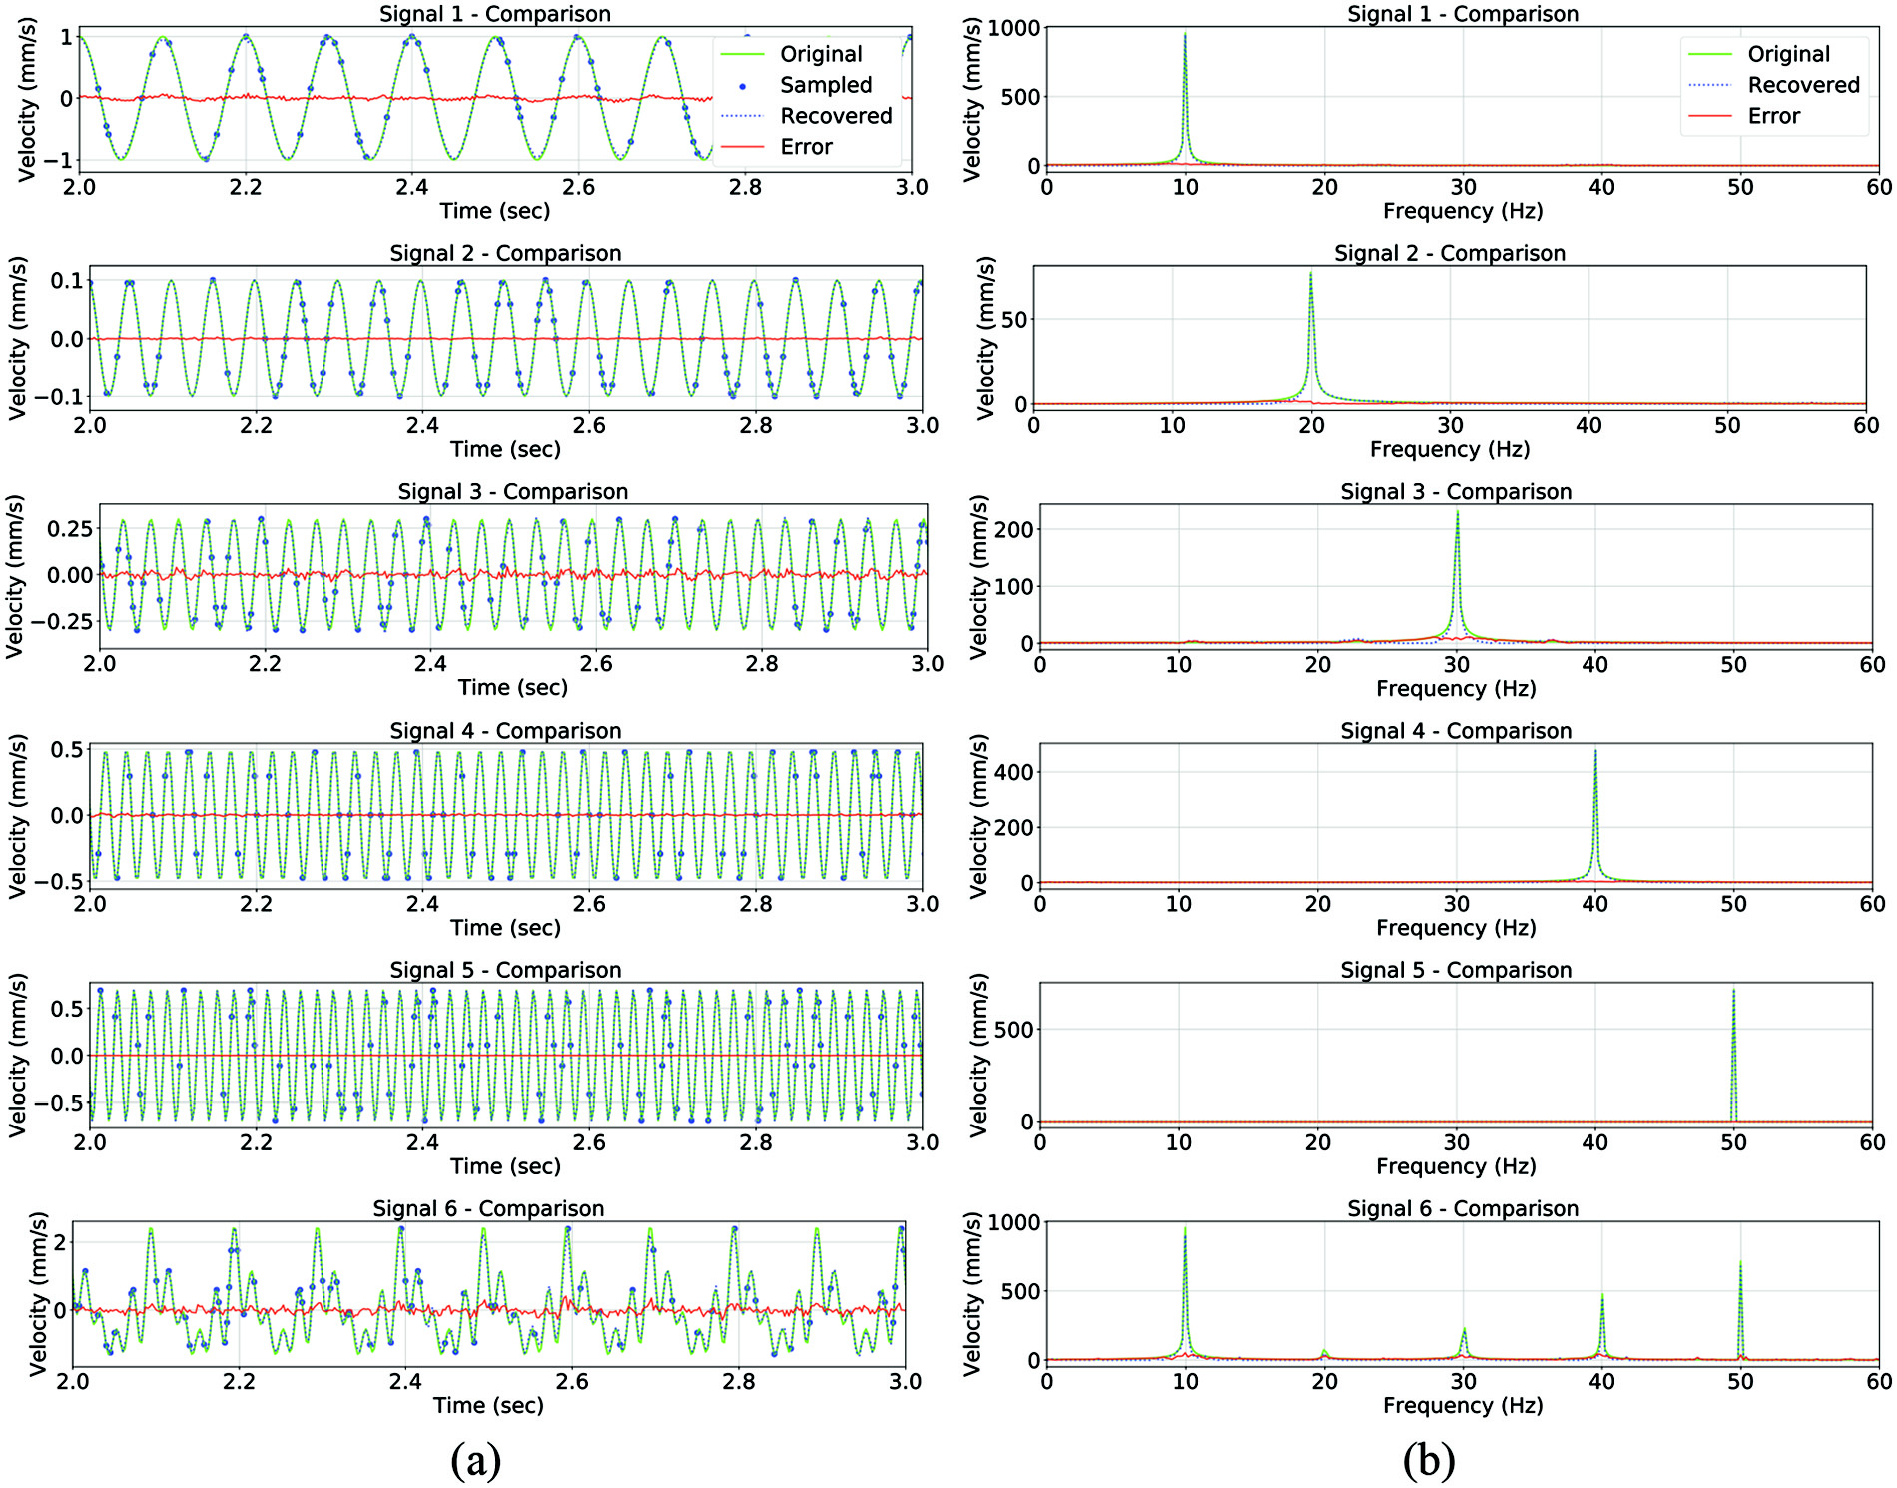 Signal 1 - Comparison
Velocity (mm/s)
1
0
−1
Original
Sampled
Recovered
Error
2.0 2.2 2.4 2.6 2.8 3.0
Time (sec)
Signal 1 - Comparison
Velocity (mm/s)
1000
500
0
Original
Recovered
Error
0 10 20 30 40 50 60
Frequency (Hz)
Signal 2 - Comparison
Velocity (mm/s)
0.1
0.0
−0.1
2.0 2.2 2.4 2.6 2.8 3.0
Time (sec)
Signal 2 - Comparison
Velocity (mm/s)
50
0
0 10 20 30 40 50 60
Frequency (Hz)
Signal 3 - Comparison
Velocity (mm/s)
0.25
0.00
−0.25
2.0 2.2 2.4 2.6 2.8 3.0
Time (sec)
Signal 3 - Comparison
Velocity (mm/s)
200
100
0
0 10 20 30 40 50 60
Frequency (Hz)
Signal 4 - Comparison
Velocity (mm/s)
0.5
0.0
−0.5
2.0 2.2 2.4 2.6 2.8 3.0
Time (sec)
Signal 4 - Comparison
Velocity (mm/s)
400
200
0
0 10 20 30 40 50 60
Frequency (Hz)
Signal 5 - Comparison
Velocity (mm/s)
0.5
0.0
−0.5
2.0 2.2 2.4 2.6 2.8 3.0
Time (sec)
Signal 5 - Comparison
Velocity (mm/s)
500
0
0 10 20 30 40 50 60
Frequency (Hz)
Signal 6 - Comparison
Velocity (mm/s)
2
0
2.0 2.2 2.4 2.6 2.8 3.0
Time (sec)
Signal 6 - Comparison
Velocity (mm/s)
1000
500
0
0 10 20 30 40 50 60
Frequency (Hz)
(a)
(b)